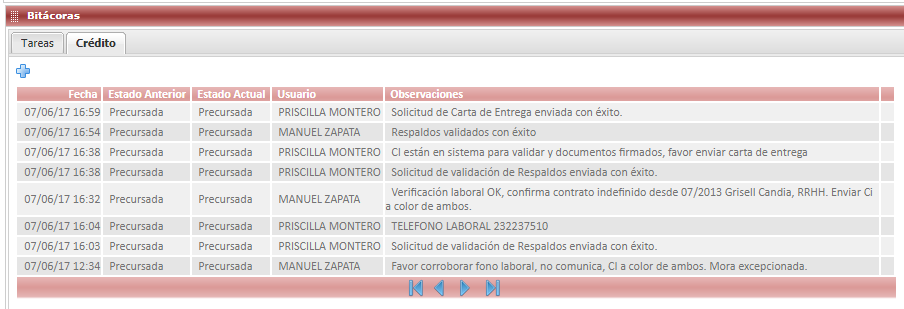 Bitácoras
Tareas Crédito
Fecha Estado Anterior Estado Actual Usuario Observaciones
07/06/17 16:59 Precursada Precursada PRISCILLA MONTERO Solicitud de Carta de Entrega enviada con éxito.
07/06/17 16:54 Precursada Precursada MANUEL ZAPATA Respaldos validados con éxito
07/06/17 16:38 Precursada Precursada PRISCILLA MONTERO CI están en sistema para validar y documentos firmados, favor enviar carta de entrega
07/06/17 16:38 Precursada Precursada PRISCILLA MONTERO Solicitud de validación de Respaldos enviada con éxito.
07/06/17 16:32 Precursada Precursada MANUEL ZAPATA Verificación laboral OK, confirma contrato indefinido desde 07/2013 Grisell Candia, RRHH. Enviar Ci
a color de ambos.
07/06/17 16:04 Precursada Precursada PRISCILLA MONTERO TELEFONO LABORAL 232237510
07/06/17 16:03 Precursada Precursada PRISCILLA MONTERO Solicitud de validación de Respaldos enviada con éxito.
07/06/17 12:34 Precursada Precursada MANUEL ZAPATA Favor corroborar fono laboral, no comunica, CI a color de ambos. Mora excepcionada.